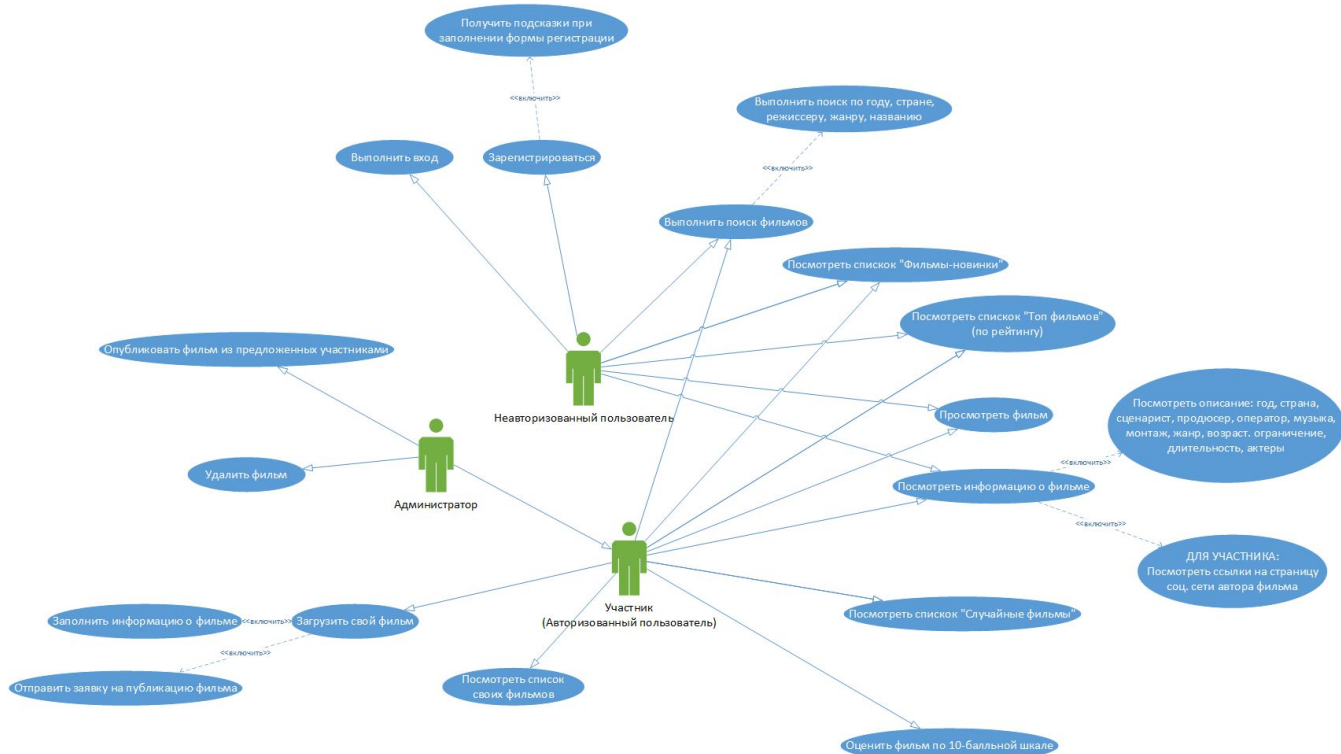 Получить подсказки при
заполнении формы регистрации
<<включить>>
Выполнить поиск по году, стране,
режиссеру, жанру, названию
Выполнить вход
Зарегистрироваться
<<включить>>
Выполнить поиск фильмов
Посмотреть спискок "Фильмы-новинки"
Посмотреть спискок "Топ фильмов"
(по рейтингу)
Опубликовать фильм из предложенных участниками
Неавторизованный пользователь
Просмотреть фильм
Посмотреть описание: год, страна,
сценарист, продюсер, оператор, музыка,
монтаж, жанр, возраст. ограничение,
длительность, актеры
<<включить>>
Удалить фильм
Администратор
Посмотреть информацию о фильме
<<включить>>
ДЛЯ УЧАСТНИКА:
Посмотреть ссылки на страницу
соц. сети автора фильма
Участник
(Авторизованный пользователь)
Посмотреть спискок "Случайные фильмы"
Заполнить информацию о фильме
<<включить>>
Загрузить свой фильм
<<включить>>
Отправить заявку на публикацию фильма
Посмотреть список
своих фильмов
Оценить фильм по 10-балльной шкале